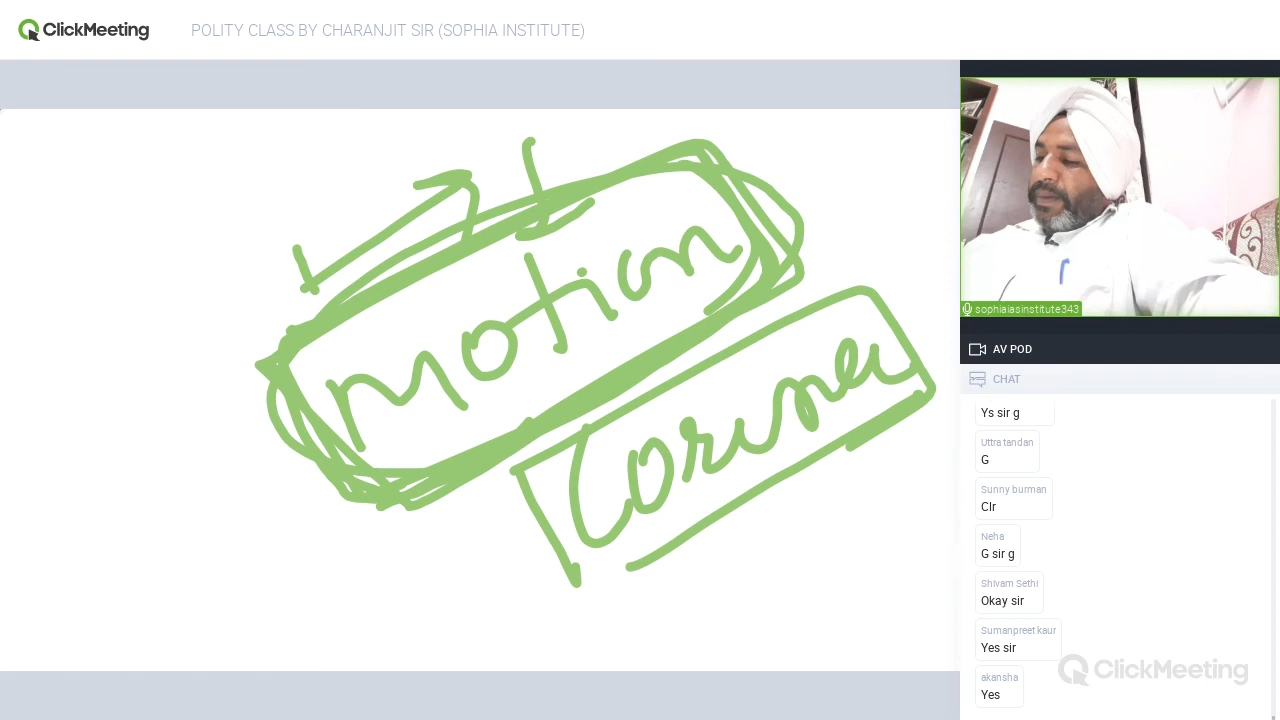 ClickMeeting
POLITY CLASS BY CHARANJIT SIR (SOPHIA INSTITUTE)
motion
sophiaiasinstitute343
AV POD
CHAT
Ys sir g
Uttra tandan
G
Sunny burman
Clr
Neha
G sir g
Shivam Sethi
Okay sir
Sumanpreet kaur
Yes sir
akansha
Yes
ClickMeeting